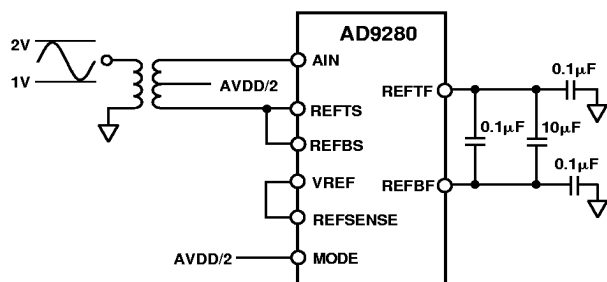 AD9280
2V
1V
AVDD/2
AIN
REFTS
REFBS
VREF
REFSENSE
AVDD/2
MODE
REFTF
REFBF
0.1µF
0.1µF
10µF
0.1µF